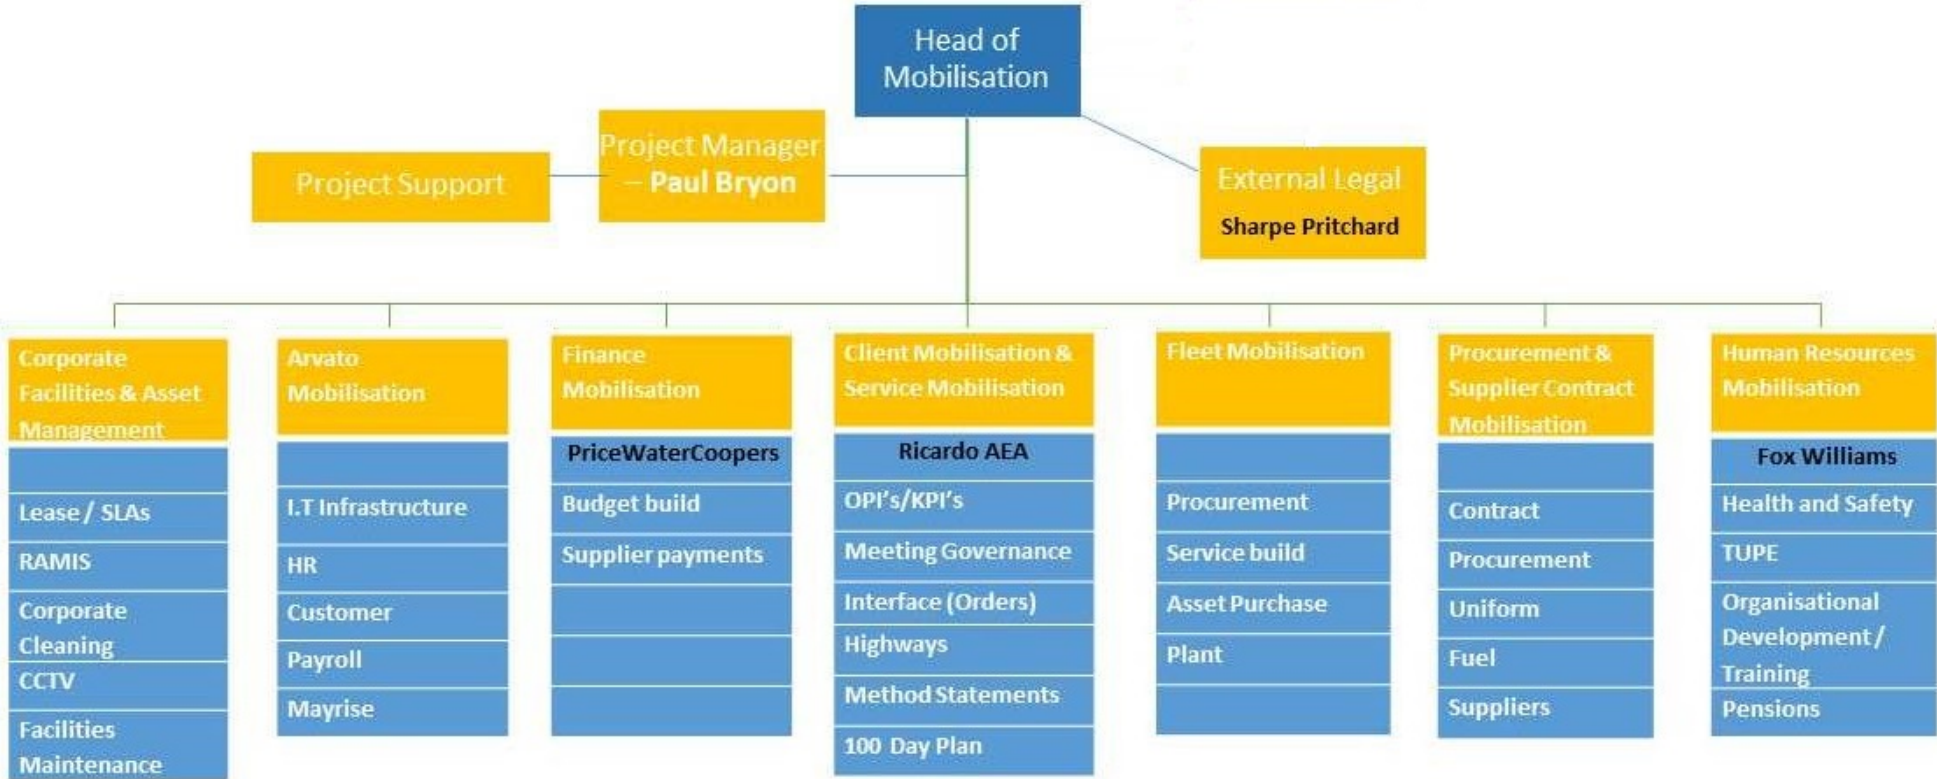 Head of
Mobilisation
Project Manager
– Paul Bryon
Project Support
External Legal
Sharpe Pritchard
Corporate
Facilities & Asset
Management
Lease / SLAs
RAMIS
Corporate
Cleaning
CCTV
Facilities
Maintenance
Arvato
Mobilisation
I.T Infrastructure
HR
Customer
Payroll
Mayrise
Finance
Mobilisation
PriceWaterCoopers
Budget build
Supplier payments
Client Mobilisation &
Service Mobilisation
Ricardo AEA
OPI's/KPI's
Meeting Governance
Interface (Orders)
Highways
Method Statements
100 Day Plan
Fleet Mobilisation
Procurement
Service build
Asset Purchase
Plant
Procurement &
Supplier Contract
Mobilisation
Contract
Procurement
Uniform
Fuel
Suppliers
Human Resources
Mobilisation
Fox Williams
Health and Safety
TUPE
Organisational
Development /
Training
Pensions